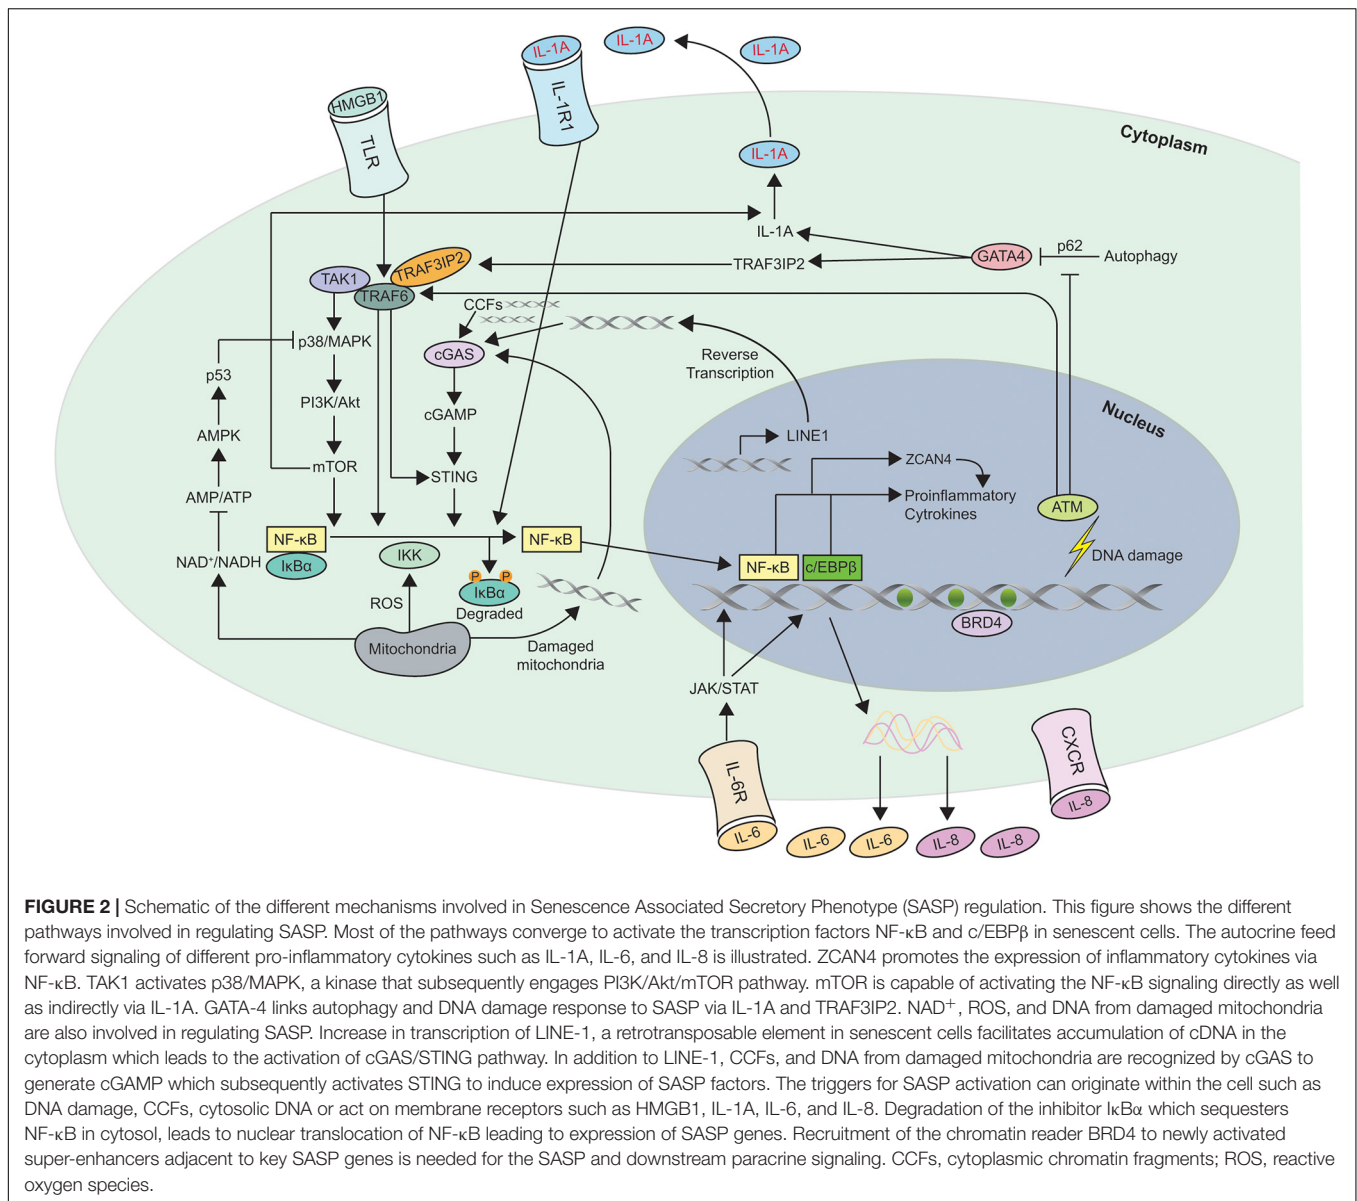 IL-1A
IL-1A
IL-1A
IL-1R1
HMGB1
TLR
Cytoplasm
IL-1A
IL-1A
p62
GATA4
Autophagy
TRAF3IP2
TRAF3IP2
TAK1
TRAF6
CCFs
p38/MAPK
cGAS
Reverse
Transcription
p53
PI3K/Akt
cGAMP
Nucleus
AMPK
LINE1
mTOR
STING
ZCAN4
AMP/ATP
Proinflammatory
Cytrokines
ATM
NF-κB
IKK
NF-κB
DNA damage
NAD⁺/NADH
IκBα
NF-κB
c/EBPβ
P
P
IκBα
Degraded
ROS
BRD4
Mitochondria
Damaged
mitochondria
JAK/STAT
IL-6R
CXCR
IL-8
IL-6
IL-6
IL-6
IL-8
IL-8
FIGURE 2 | Schematic of the different mechanisms involved in Senescence Associated Secretory Phenotype (SASP) regulation. This figure shows the different
pathways involved in regulating SASP. Most of the pathways converge to activate the transcription factors NF-κB and c/EBPβ in senescent cells. The autocrine feed
forward signaling of different pro-inflammatory cytokines such as IL-1A, IL-6, and IL-8 is illustrated. ZCAN4 promotes the expression of inflammatory cytokines via
NF-κB. TAK1 activates p38/MAPK, a kinase that subsequently engages PI3K/Akt/mTOR pathway. mTOR is capable of activating the NF-κB signaling directly as well
as indirectly via IL-1A. GATA-4 links autophagy and DNA damage response to SASP via IL-1A and TRAF3IP2. NAD⁺, ROS, and DNA from damaged mitochondria
are also involved in regulating SASP. Increase in transcription of LINE-1, a retrotransposable element in senescent cells facilitates accumulation of cDNA in the
cytoplasm which leads to the activation of cGAS/STING pathway. In addition to LINE-1, CCFs, and DNA from damaged mitochondria are recognized by cGAS to
generate cGAMP which subsequently activates STING to induce expression of SASP factors. The triggers for SASP activation can originate within the cell such as
DNA damage, CCFs, cytosolic DNA or act on membrane receptors such as HMGB1, IL-1A, IL-6, and IL-8. Degradation of the inhibitor IκBα which sequesters
NF-κB in cytosol, leads to nuclear translocation of NF-κB leading to expression of SASP genes. Recruitment of the chromatin reader BRD4 to newly activated
super-enhancers adjacent to key SASP genes is needed for the SASP and downstream paracrine signaling. CCFs, cytoplasmic chromatin fragments; ROS, reactive
oxygen species.